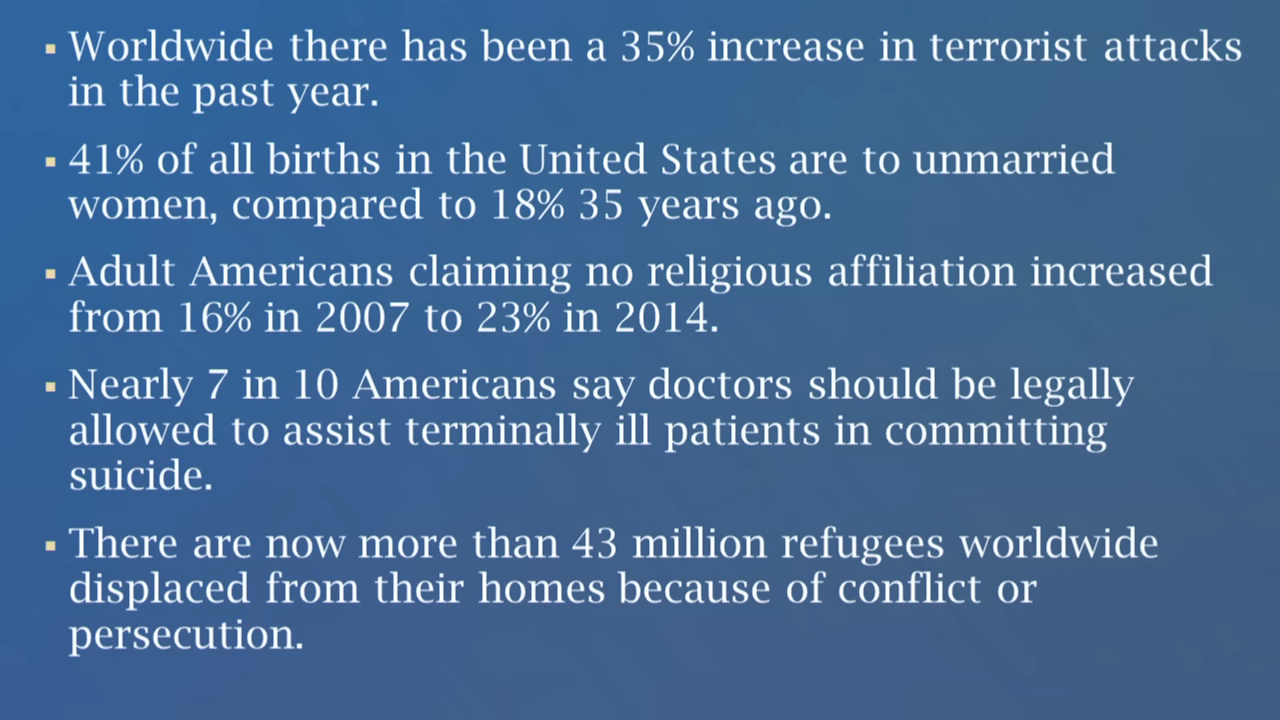 ▪ Worldwide there has been a 35% increase in terrorist attacks
in the past year.
▪ 41% of all births in the United States are to unmarried
women, compared to 18% 35 years ago.
▪ Adult Americans claiming no religious affiliation increased
from 16% in 2007 to 23% in 2014.
▪ Nearly 7 in 10 Americans say doctors should be legally
allowed to assist terminally ill patients in committing
suicide.
▪ There are now more than 43 million refugees worldwide
displaced from their homes because of conflict or
persecution.